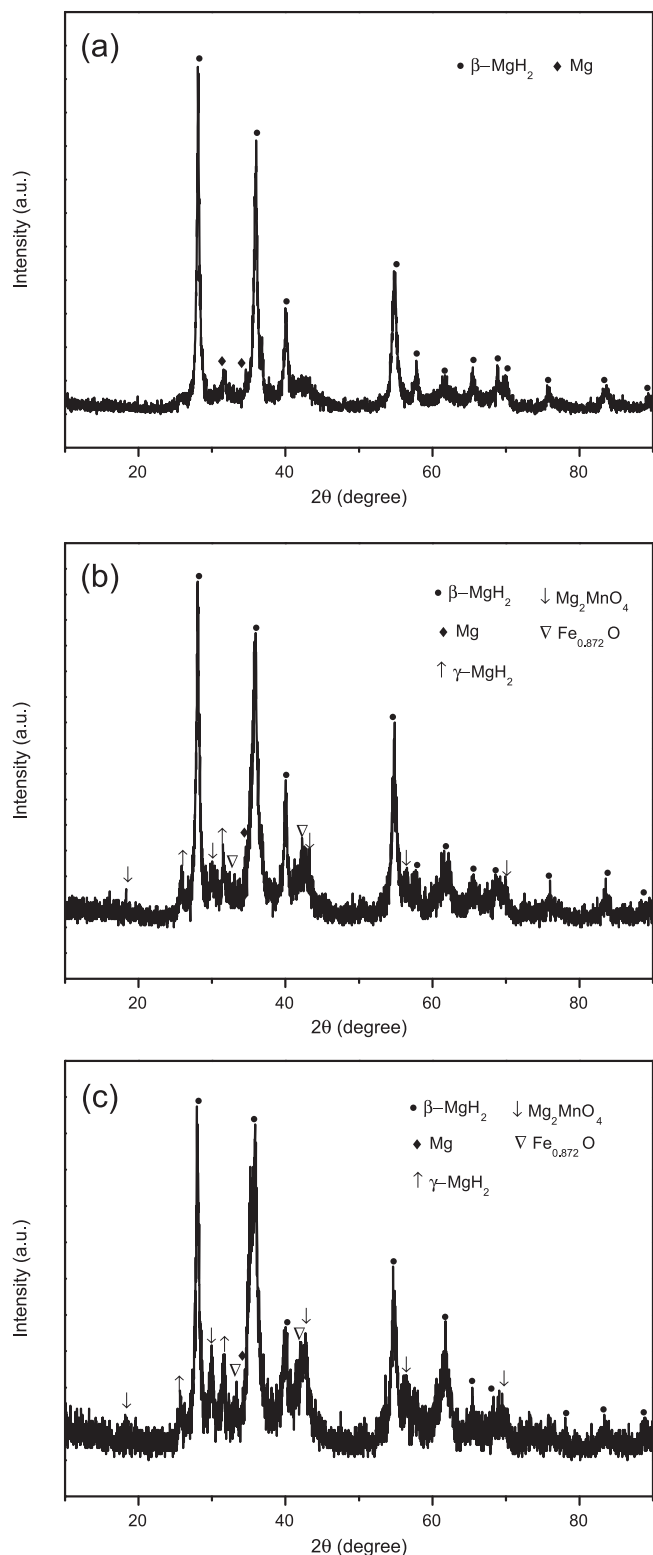 (a)
● β–MgH₂ ♦ Mg
Intensity (a.u.)
20 40 60 80
2θ (degree)
(b)
● β–MgH₂ ↓ Mg₂MnO₄
♦ Mg ∇ Fe₀.₈₇₂O
↑ γ–MgH₂
Intensity (a.u.)
20 40 60 80
2θ (degree)
(c)
● β–MgH₂ ↓ Mg₂MnO₄
♦ Mg ∇ Fe₀.₈₇₂O
↑ γ–MgH₂
Intensity (a.u.)
20 40 60 80
2θ (degree)